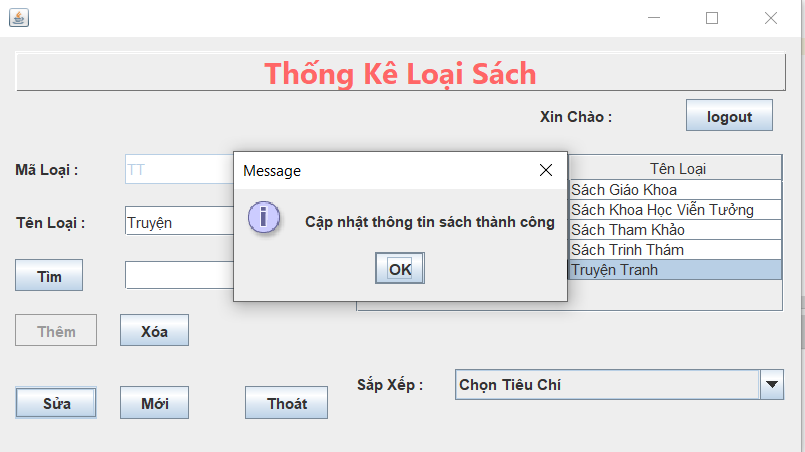 Thống Kê Loại Sách
Xin Chào :
logout
Mã Loại :
TT
Tên Loại :
Truyện
Tìm
Thêm
Xóa
Sửa
Mới
Thoát
Message
Cập nhật thông tin sách thành công
OK
Tên Loại
Sách Giáo Khoa
Sách Khoa Học Viễn Tưởng
Sách Tham Khảo
Sách Trinh Thám
Truyện Tranh
Sắp Xếp :
Chọn Tiêu Chí